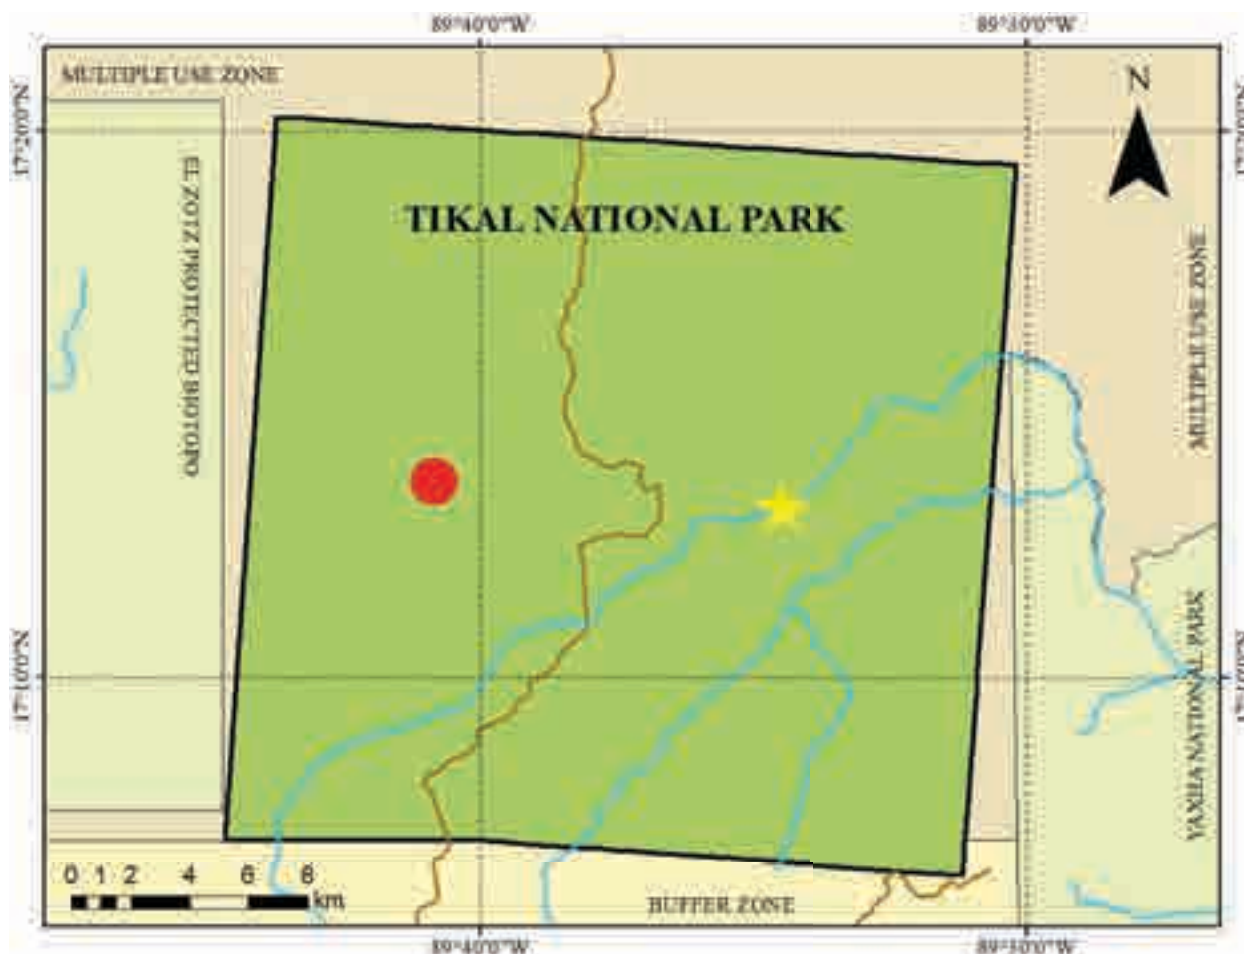 89°40'0"W
89°30'0"W
MULTIPLE USE ZONE
N
17°20'0"N
TIKAL NATIONAL PARK
EL ZOTZ PROTECTED BIOTOPO
MULTIPLE USE ZONE
17°10'0"N
YAXHA NATIONAL PARK
0 1 2 4 6 8
km
BUFFER ZONE
89°40'0"W
89°30'0"W